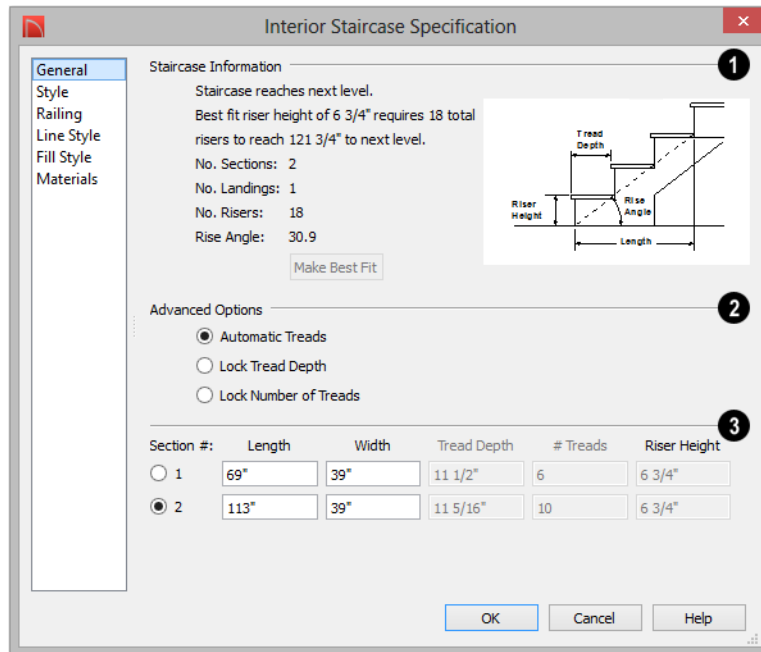 Interior Staircase Specification
×
General
Style
Railing
Line Style
Fill Style
Materials
Staircase Information
1
Staircase reaches next level.
Best fit riser height of 6 3/4" requires 18 total
risers to reach 121 3/4" to next level.
No. Sections: 2
No. Landings: 1
No. Risers: 18
Rise Angle: 30.9
Make Best Fit
Tread
Depth
Riser
Height
Rise
Angle
Length
Advanced Options
2
Automatic Treads
Lock Tread Depth
Lock Number of Treads
3
Section #: Length Width Tread Depth # Treads Riser Height
1 69" 39" 11 1/2" 6 6 3/4"
2 113" 39" 11 5/16" 10 6 3/4"
OK Cancel Help